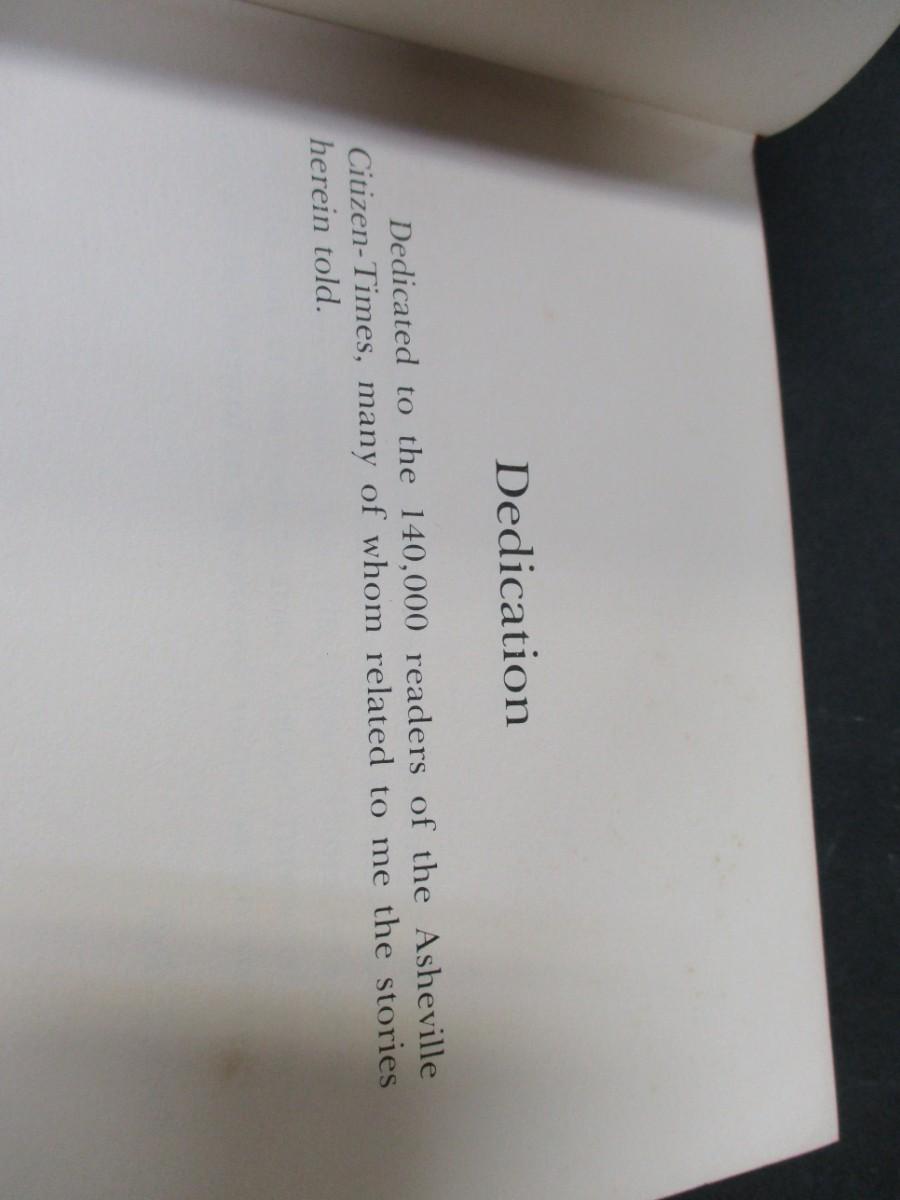 Dedication
Dedicated to the 140,000 readers of the Asheville
Citizen-Times, many of whom related to me the stories
herein told.